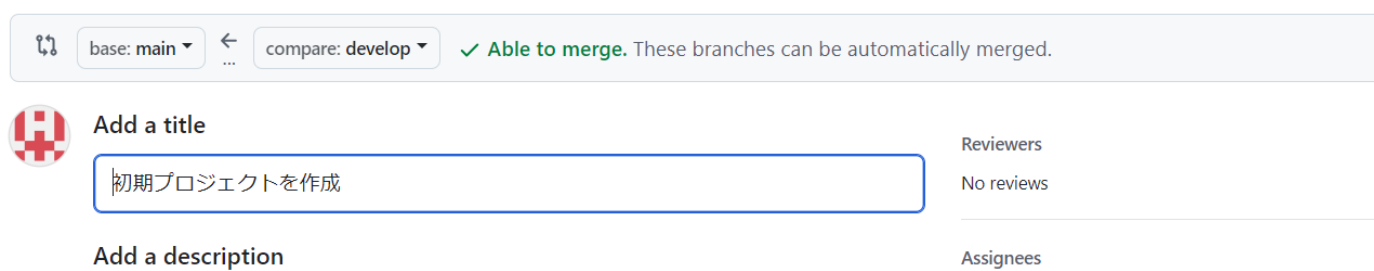 base: main ← compare: develop ✓ Able to merge. These branches can be automatically merged.
...
Add a title
初期プロジェクトを作成
Reviewers
No reviews
Add a description
Assignees